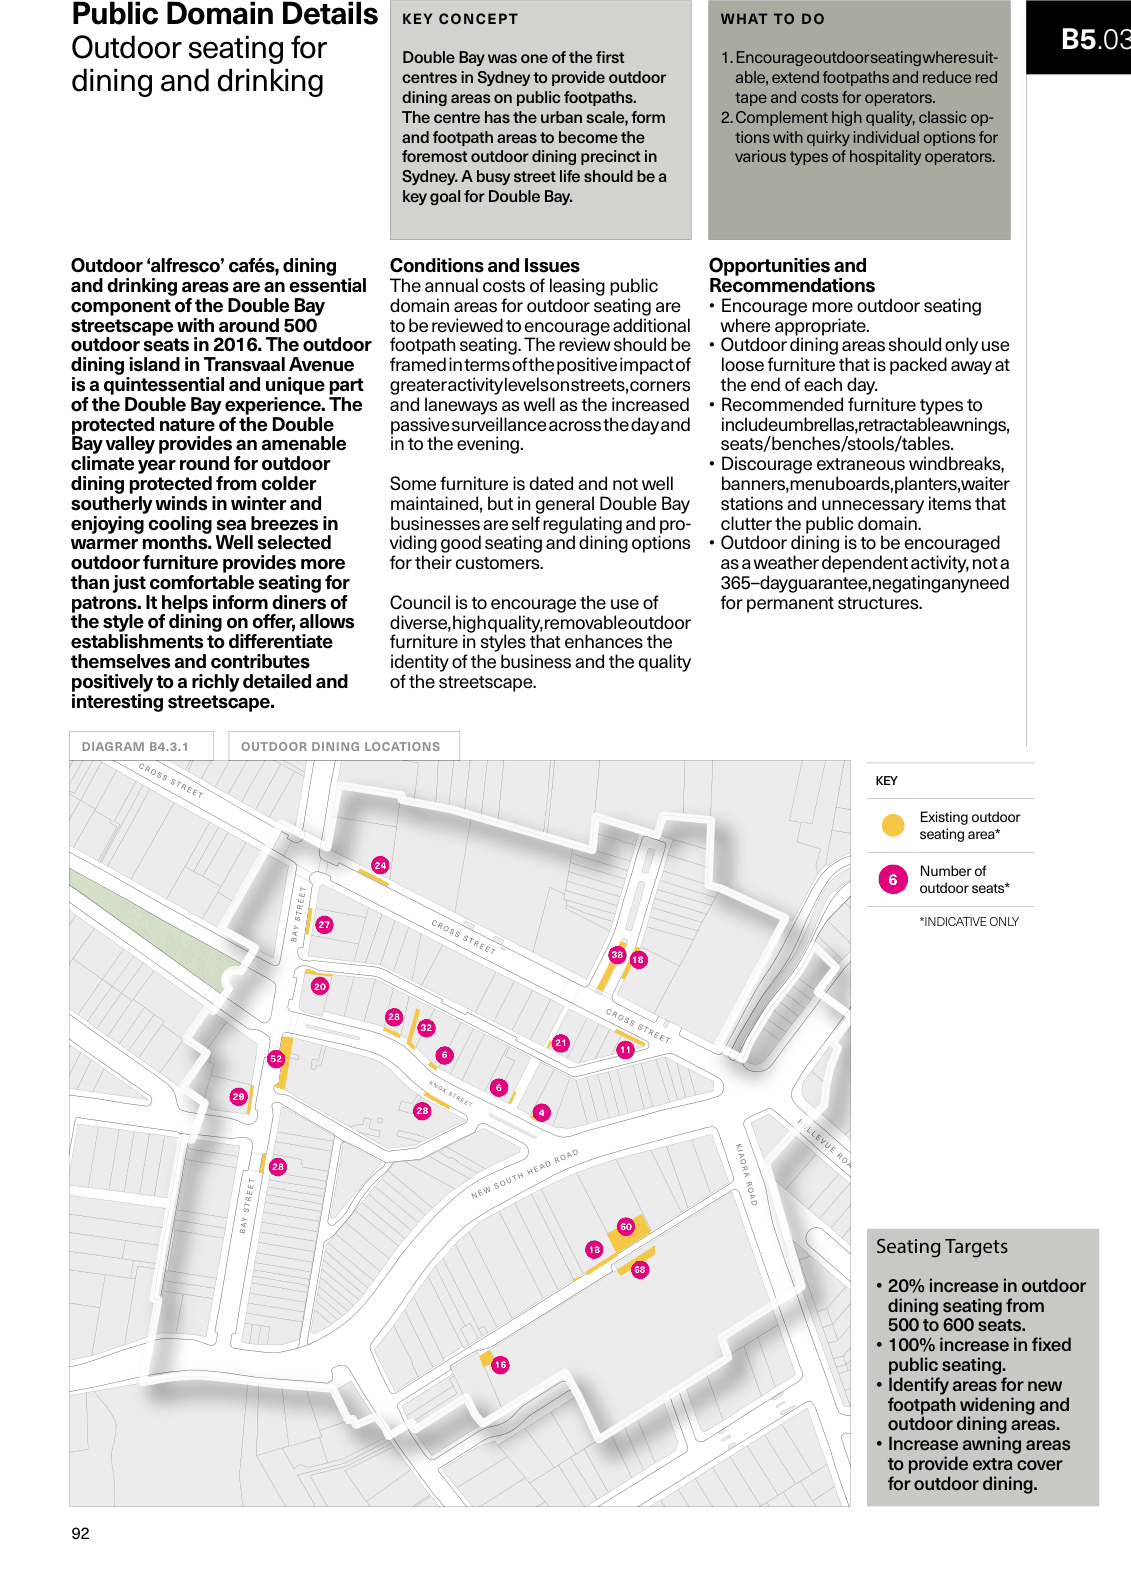 Public Domain Details
Outdoor seating for
dining and drinking
KEY CONCEPT
Double Bay was one of the first
centres in Sydney to provide outdoor
dining areas on public footpaths.
The centre has the urban scale, form
and footpath areas to become the
foremost outdoor dining precinct in
Sydney. A busy street life should be a
key goal for Double Bay.
WHAT TO DO
1. Encourage outdoor seating where suit-
able, extend footpaths and reduce red
tape and costs for operators.
2. Complement high quality, classic op-
tions with quirky individual options for
various types of hospitality operators.
B5.03
Outdoor ‘alfresco’ cafés, dining
and drinking areas are an essential
component of the Double Bay
streetscape with around 500
outdoor seats in 2016. The outdoor
dining island in Transvaal Avenue
is a quintessential and unique part
of the Double Bay experience. The
protected nature of the Double
Bay valley provides an amenable
climate year round for outdoor
dining protected from colder
southerly winds in winter and
enjoying cooling sea breezes in
warmer months. Well selected
outdoor furniture provides more
than just comfortable seating for
patrons. It helps inform diners of
the style of dining on offer, allows
establishments to differentiate
themselves and contributes
positively to a richly detailed and
interesting streetscape.
Conditions and Issues
The annual costs of leasing public
domain areas for outdoor seating are
to be reviewed to encourage additional
footpath seating. The review should be
framed in terms of the positive impact of
greater activity levels on streets, corners
and laneways as well as the increased
passive surveillance across the day and
in to the evening.
Some furniture is dated and not well
maintained, but in general Double Bay
businesses are self regulating and pro-
viding good seating and dining options
for their customers.
Council is to encourage the use of
diverse, high quality, removable outdoor
furniture in styles that enhances the
identity of the business and the quality
of the streetscape.
Opportunities and
Recommendations
• Encourage more outdoor seating
where appropriate.
• Outdoor dining areas should only use
loose furniture that is packed away at
the end of each day.
• Recommended furniture types to
include umbrellas, retractable awnings,
seats/benches/stools/tables.
• Discourage extraneous windbreaks,
banners, menu boards, planters, waiter
stations and unnecessary items that
clutter the public domain.
• Outdoor dining is to be encouraged
as a weather dependent activity, not a
365–day guarantee, negating any need
for permanent structures.
DIAGRAM B4.3.1
OUTDOOR DINING LOCATIONS
CROSS STREET
24
BAY STREET
27
CROSS STREET
38
18
20
28
32
CROSS STREET
21
11
6
52
6
KNOX STREET
29
28
4
BELLEVUE ROA
28
NEW SOUTH HEAD ROAD
KIAORA ROAD
BAY STREET
60
18
68
16
KEY
Existing outdoor
seating area*
6
Number of
outdoor seats*
*INDICATIVE ONLY
Seating Targets
• 20% increase in outdoor
dining seating from
500 to 600 seats.
• 100% increase in fixed
public seating.
• Identify areas for new
footpath widening and
outdoor dining areas.
• Increase awning areas
to provide extra cover
for outdoor dining.
92